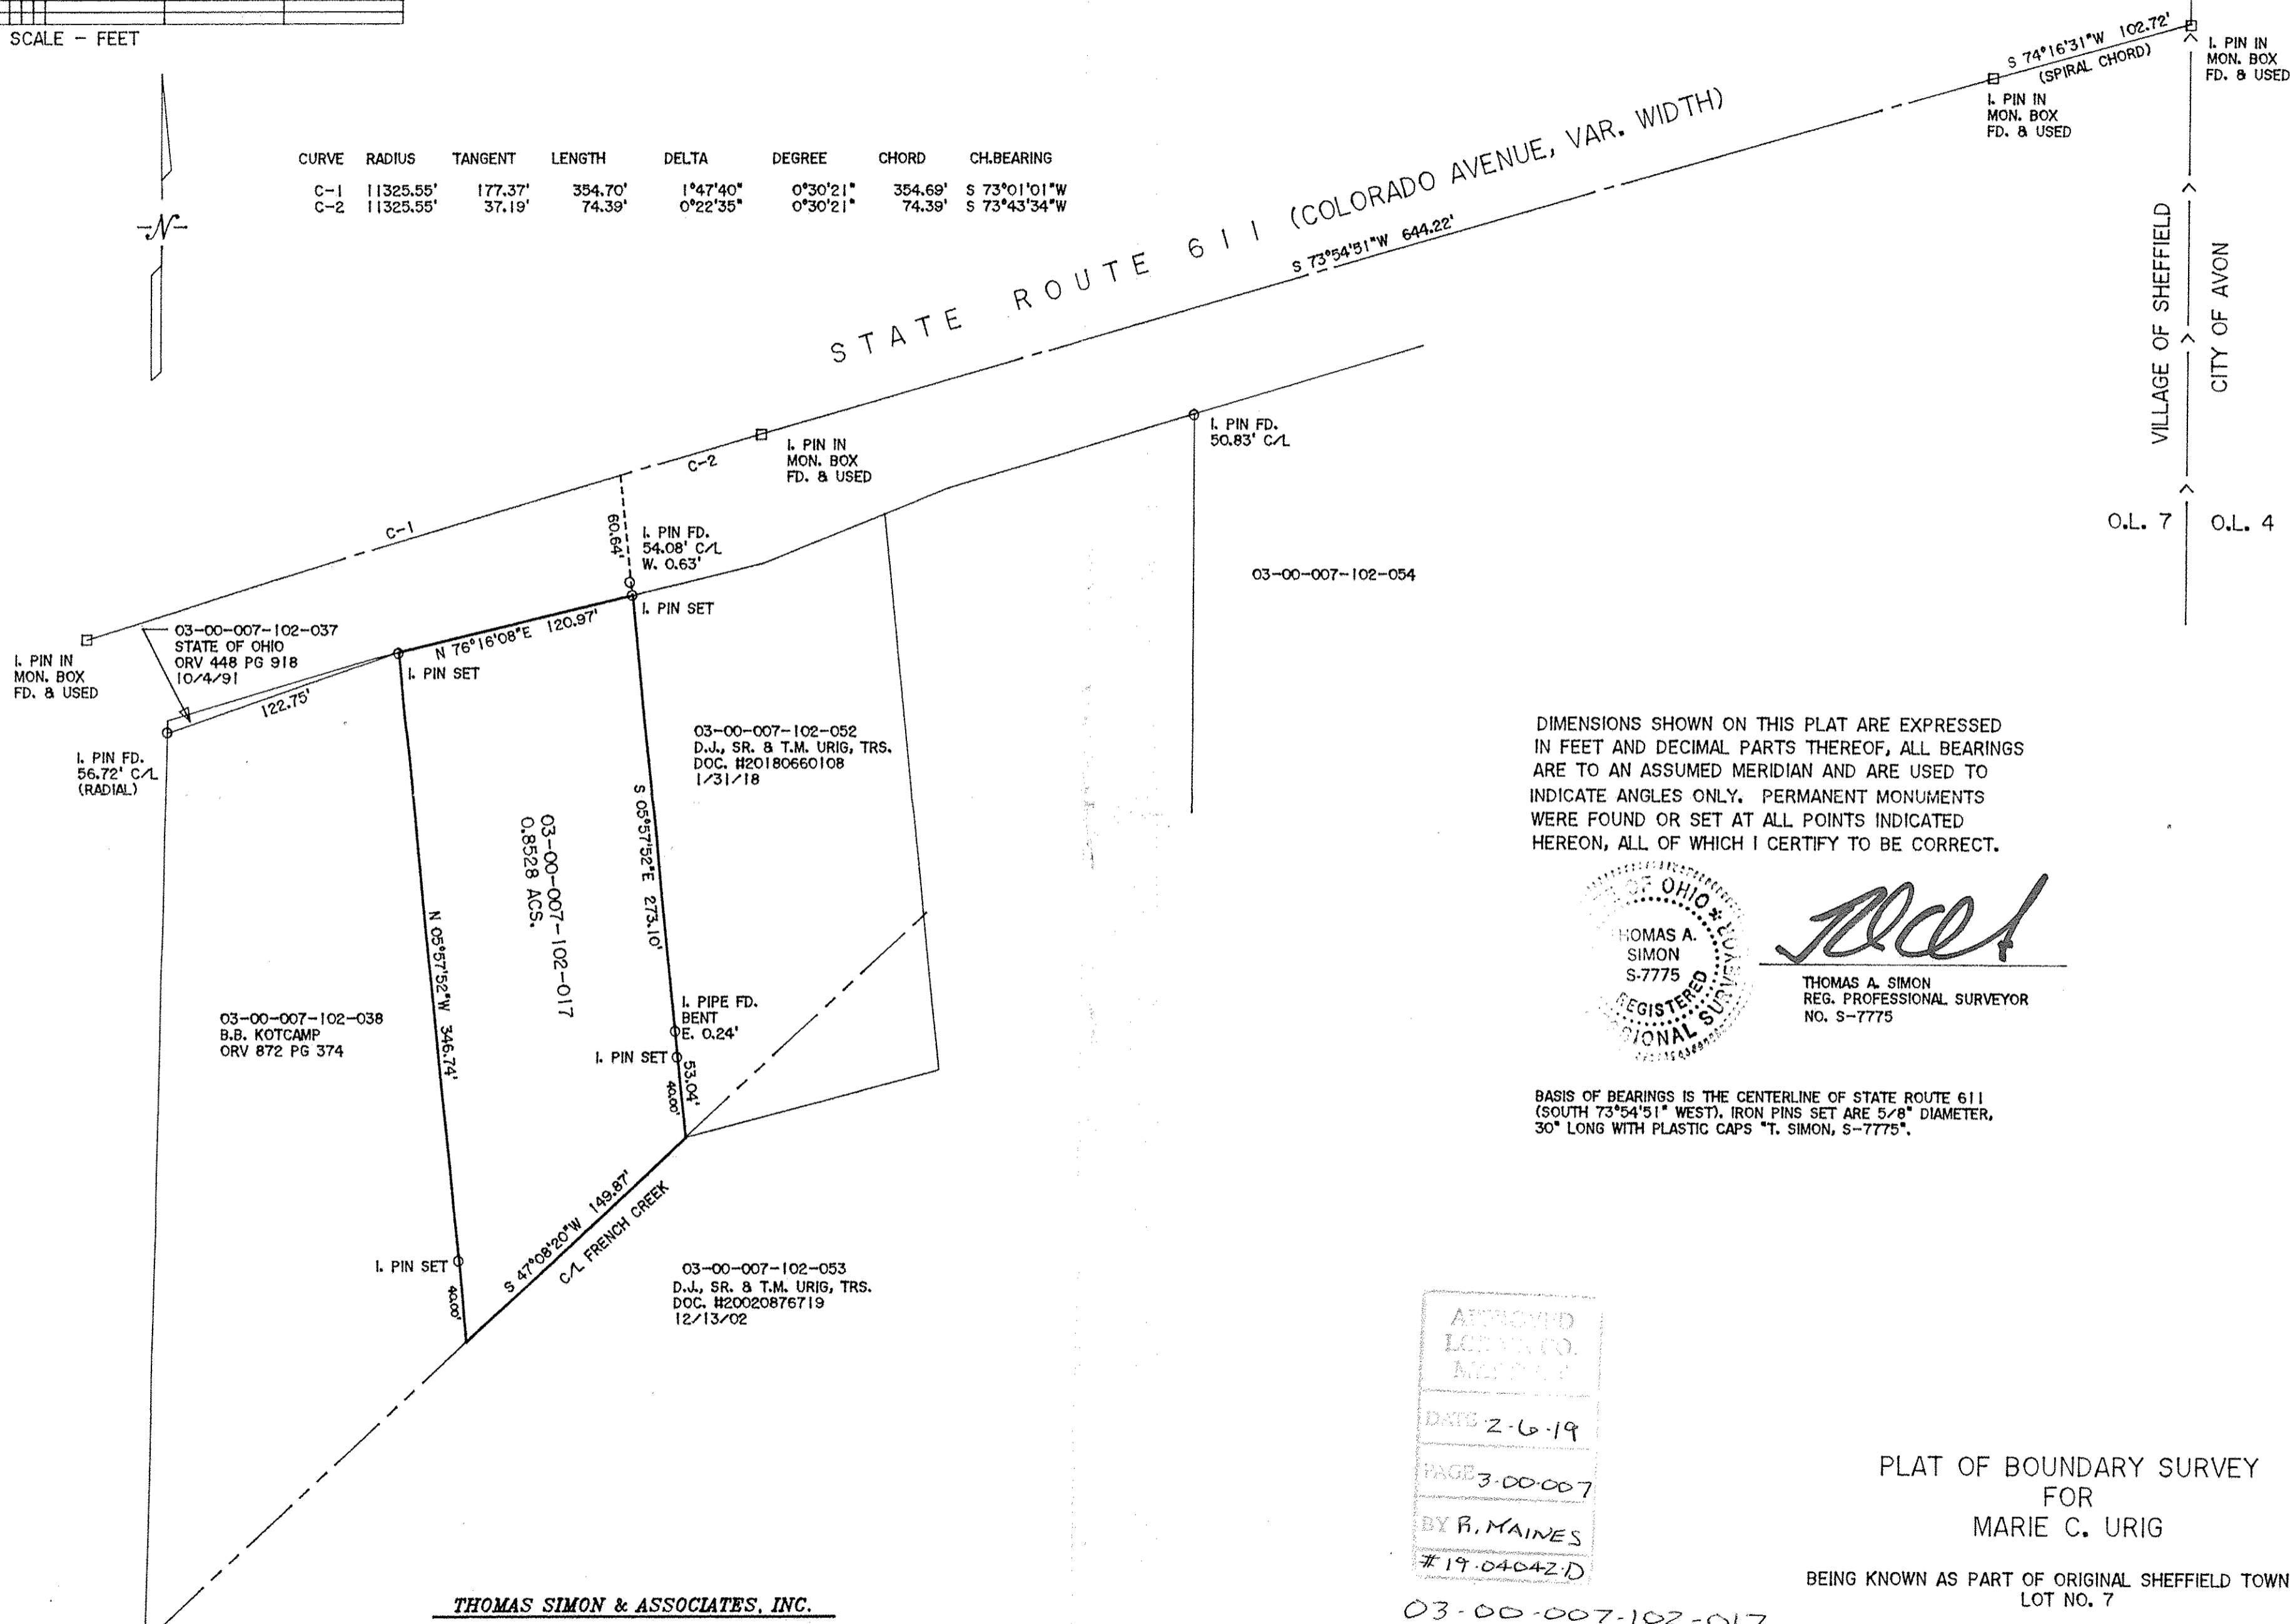 SCALE - FEET
S 74°16'31"W 102.72'
(SPIRAL CHORD)
I. PIN IN
MON. BOX
FD. & USED
I. PIN IN
MON. BOX
FD. & USED
CURVE RADIUS TANGENT LENGTH DELTA DEGREE CHORD CH.BEARING
C-1 11325.55' 177.37' 354.70' 1°47'40" 0°30'21" 354.69' S 73°01'01"W
C-2 11325.55' 37.19' 74.39' 0°22'35" 0°30'21" 74.39' S 73°43'34"W
-N-
STATE ROUTE 611 (COLORADO AVENUE, VAR. WIDTH)
S 73°54'51"W 644.22'
VILLAGE OF SHEFFIELD
CITY OF AVON
O.L. 7
O.L. 4
I. PIN FD.
50.83' C/L
I. PIN IN
MON. BOX
FD. & USED
C-2
C-1
60.64'
I. PIN FD.
54.08' C/L
W. 0.63'
I. PIN SET
03-00-007-102-054
03-00-007-102-037
STATE OF OHIO
ORV 448 PG 918
10/4/91
I. PIN IN
MON. BOX
FD. & USED
N 76°16'08"E 120.97'
I. PIN SET
122.75'
I. PIN FD.
56.72' C/L
(RADIAL)
03-00-007-102-052
D.J., SR. & T.M. URIG, TRS.
DOC. #20180660108
1/31/18
S 05°57'52"E 273.10'
03-00-007-102-017
0.8528 ACS.
N 05°57'52"W 346.74'
03-00-007-102-038
B.B. KOTCAMP
ORV 872 PG 374
I. PIPE FD.
BENT
E. 0.24'
I. PIN SET
53.04'
40.00'
S 47°08'20"W 149.87'
C/L FRENCH CREEK
I. PIN SET
40.00'
03-00-007-102-053
D.J., SR. & T.M. URIG, TRS.
DOC. #20020876719
12/13/02
DIMENSIONS SHOWN ON THIS PLAT ARE EXPRESSED
IN FEET AND DECIMAL PARTS THEREOF, ALL BEARINGS
ARE TO AN ASSUMED MERIDIAN AND ARE USED TO
INDICATE ANGLES ONLY. PERMANENT MONUMENTS
WERE FOUND OR SET AT ALL POINTS INDICATED
HEREON, ALL OF WHICH I CERTIFY TO BE CORRECT.
OF OHIO
HOMAS A.
SIMON
S-7775
REGISTERED
SIONAL SURVEYOR
THOMAS A. SIMON
REG. PROFESSIONAL SURVEYOR
NO. S-7775
BASIS OF BEARINGS IS THE CENTERLINE OF STATE ROUTE 611
(SOUTH 73°54'51" WEST). IRON PINS SET ARE 5/8" DIAMETER,
30" LONG WITH PLASTIC CAPS "T. SIMON, S-7775".
APPROVED
DATE 2-6-19
PAGE 3-00-007
BY R. MAINES
#19-04042-D
03-00-007-102-017
PLAT OF BOUNDARY SURVEY
FOR
MARIE C. URIG
BEING KNOWN AS PART OF ORIGINAL SHEFFIELD TOWN
LOT NO. 7
THOMAS SIMON & ASSOCIATES, INC.